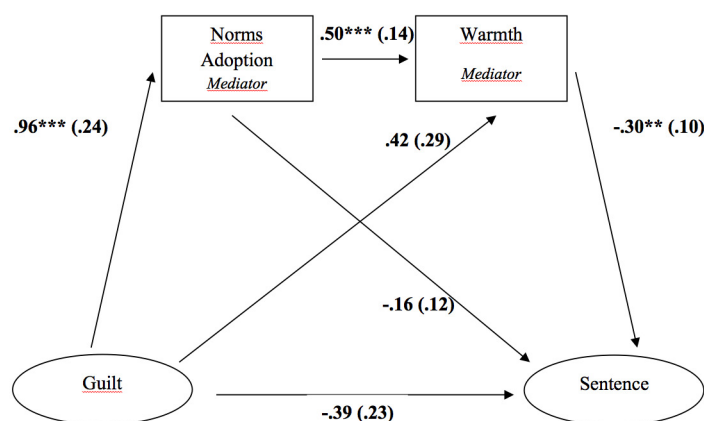 Norms
Adoption
Mediator
.50*** (.14)
Warmth
Mediator
.96*** (.24)
.42 (.29)
-.30** (.10)
-.16 (.12)
Guilt
Sentence
-.39 (.23)